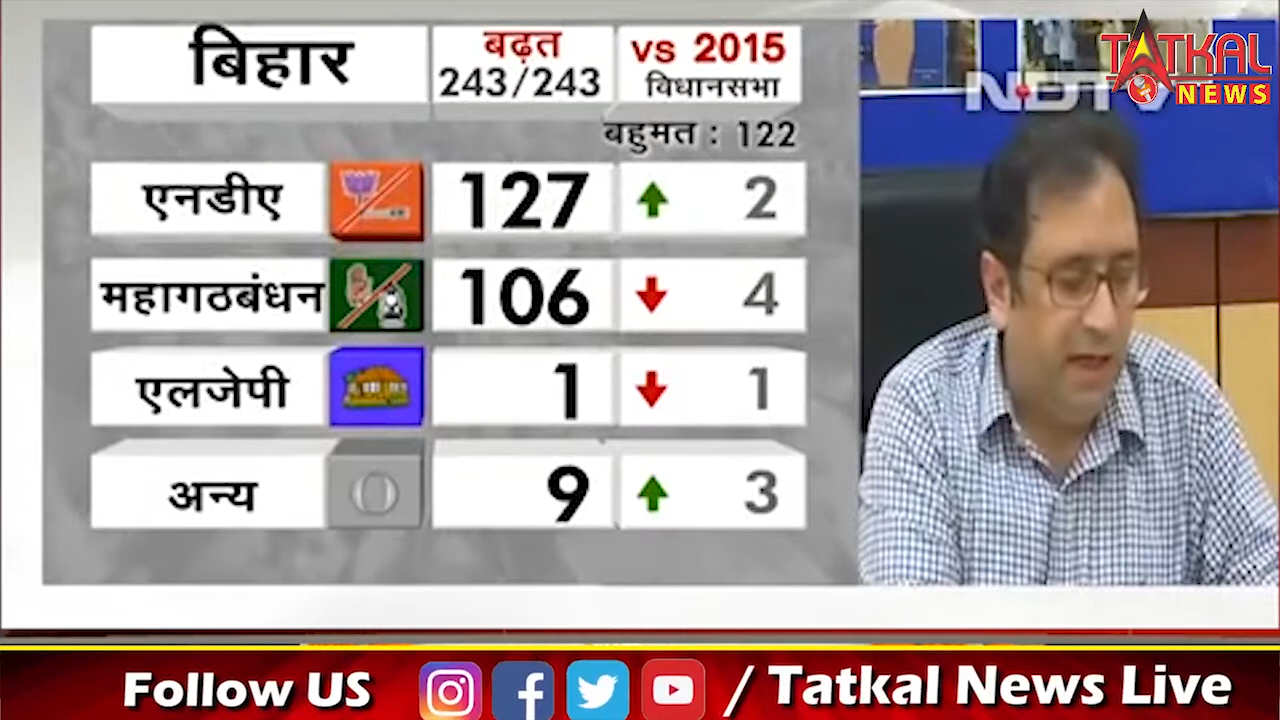 बिहार
बढ़त
243/243
vs 2015
विधानसभा
बहुमत : 122
एनडीए 127 2
महागठबंधन 106 4
एलजेपी 1 1
अन्य 9 3
NDTV
TATKAL
NEWS
Follow US / Tatkal News Live